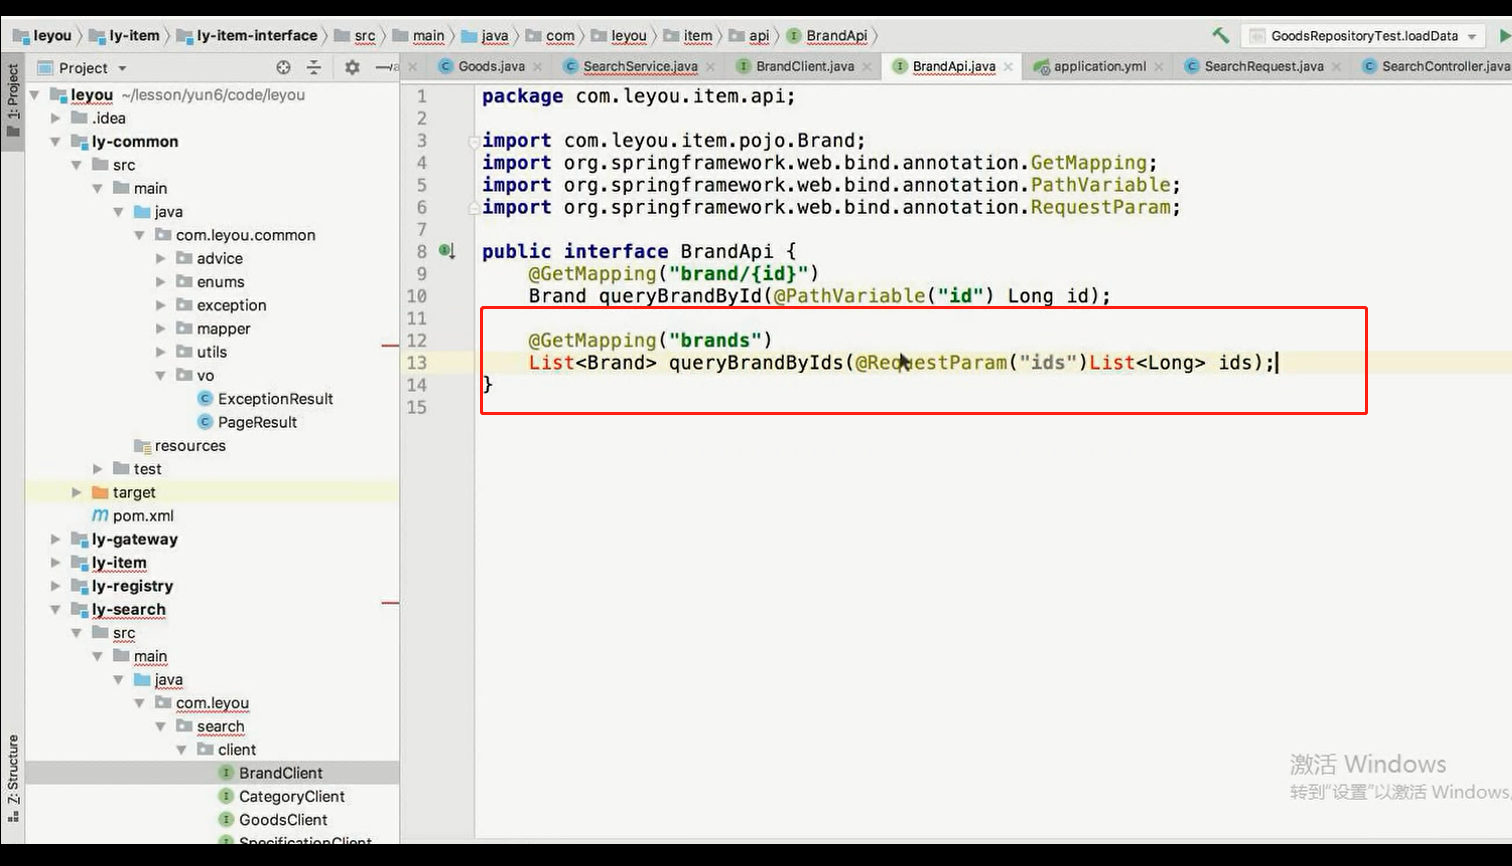 leyou ly-item ly-item-interface src main java com leyou item api BrandApi GoodsRepositoryTest.loadData
Project
Goods.java SearchService.java BrandClient.java BrandApi.java application.yml SearchRequest.java SearchController.java
1: Project
leyou ~/lesson/yun6/code/leyou
.idea
ly-common
src
main
java
com.leyou.common
advice
enums
exception
mapper
utils
vo
ExceptionResult
PageResult
resources
test
target
pom.xml
ly-gateway
ly-item
ly-registry
ly-search
src
main
java
com.leyou
search
client
BrandClient
CategoryClient
GoodsClient
SpecificationClient
Z: Structure
1 package com.leyou.item.api;
2
3 import com.leyou.item.pojo.Brand;
4 import org.springframework.web.bind.annotation.GetMapping;
5 import org.springframework.web.bind.annotation.PathVariable;
6 import org.springframework.web.bind.annotation.RequestParam;
7
8 public interface BrandApi {
9 @GetMapping("brand/{id}")
10 Brand queryBrandById(@PathVariable("id") Long id);
11
12 @GetMapping("brands")
13 List<Brand> queryBrandByIds(@RequestParam("ids")List<Long> ids);
14 }
15
激活 Windows
转到"设置"以激活 Windows。